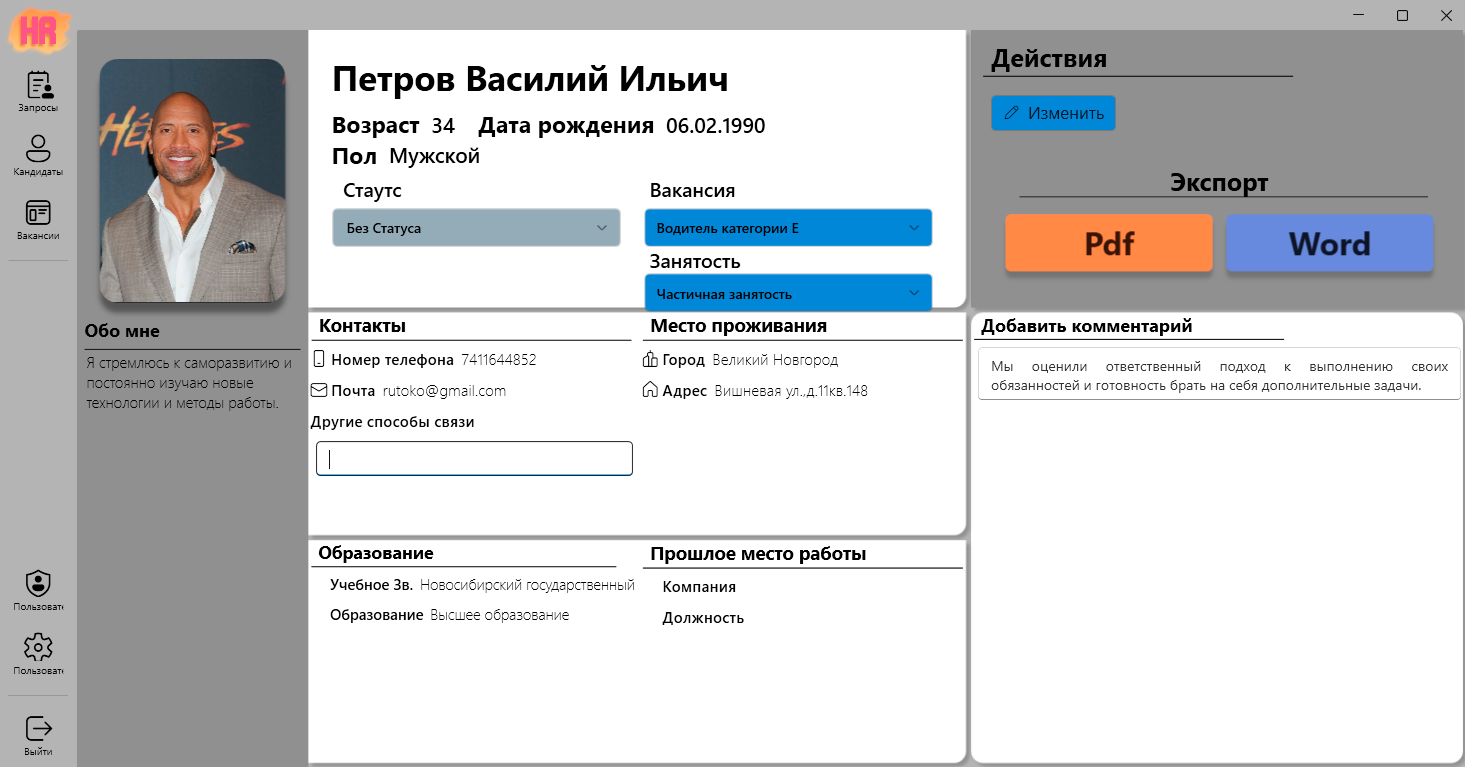 HR
Запросы
Кандидаты
Вакансии
Пользоват
Пользоват
Выйти
HÉ ES
Обо мне
Я стремлюсь к саморазвитию и
постоянно изучаю новые
технологии и методы работы.
Петров Василий Ильич
Возраст 34 Дата рождения 06.02.1990
Пол Мужской
Стаутс Вакансия
Без Статуса Водитель категории E
Занятость
Частичная занятость
Контакты Место проживания
Номер телефона 7411644852 Город Великий Новгород
Почта rutoko@gmail.com Адрес Вишневая ул.,д.11кв.148
Другие способы связи
Образование Прошлое место работы
Учебное Зв. Новосибирский государственный Компания
Образование Высшее образование Должность
Действия
Изменить
Экспорт
Pdf Word
Добавить комментарий
Мы оценили ответственный подход к выполнению своих
обязанностей и готовность брать на себя дополнительные задачи.